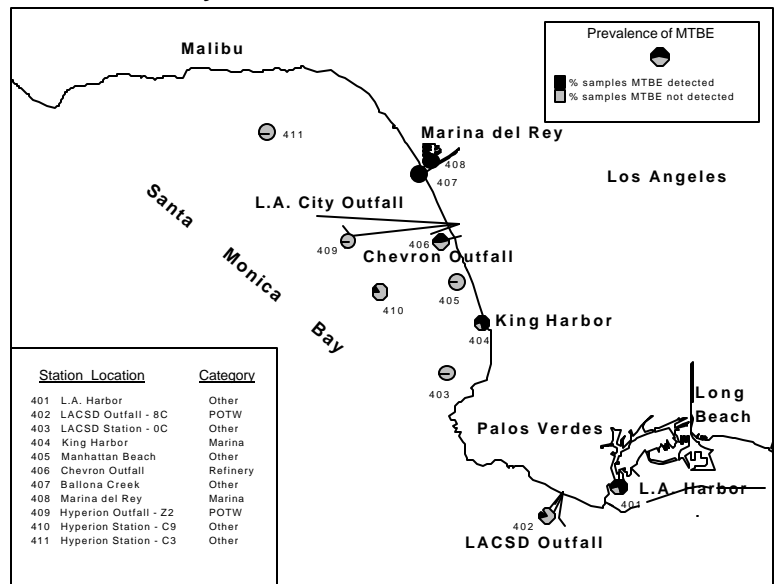 Malibu
Prevalence of MTBE
% samples MTBE detected
% samples MTBE not detected
411
Marina del Rey
408
407
Los Angeles
Santa
Monica
Bay
L.A. City Outfall
409
406
Chevron Outfall
405
410
King Harbor
404
403
Long
Beach
Palos Verdes
L.A. Harbor
401
402
LACSD Outfall
Station Location Category
401 L.A. Harbor Other
402 LACSD Outfall - 8C POTW
403 LACSD Station - 0C Other
404 King Harbor Marina
405 Manhattan Beach Other
406 Chevron Outfall Refinery
407 Ballona Creek Other
408 Marina del Rey Marina
409 Hyperion Outfall - Z2 POTW
410 Hyperion Station - C9 Other
411 Hyperion Station - C3 Other